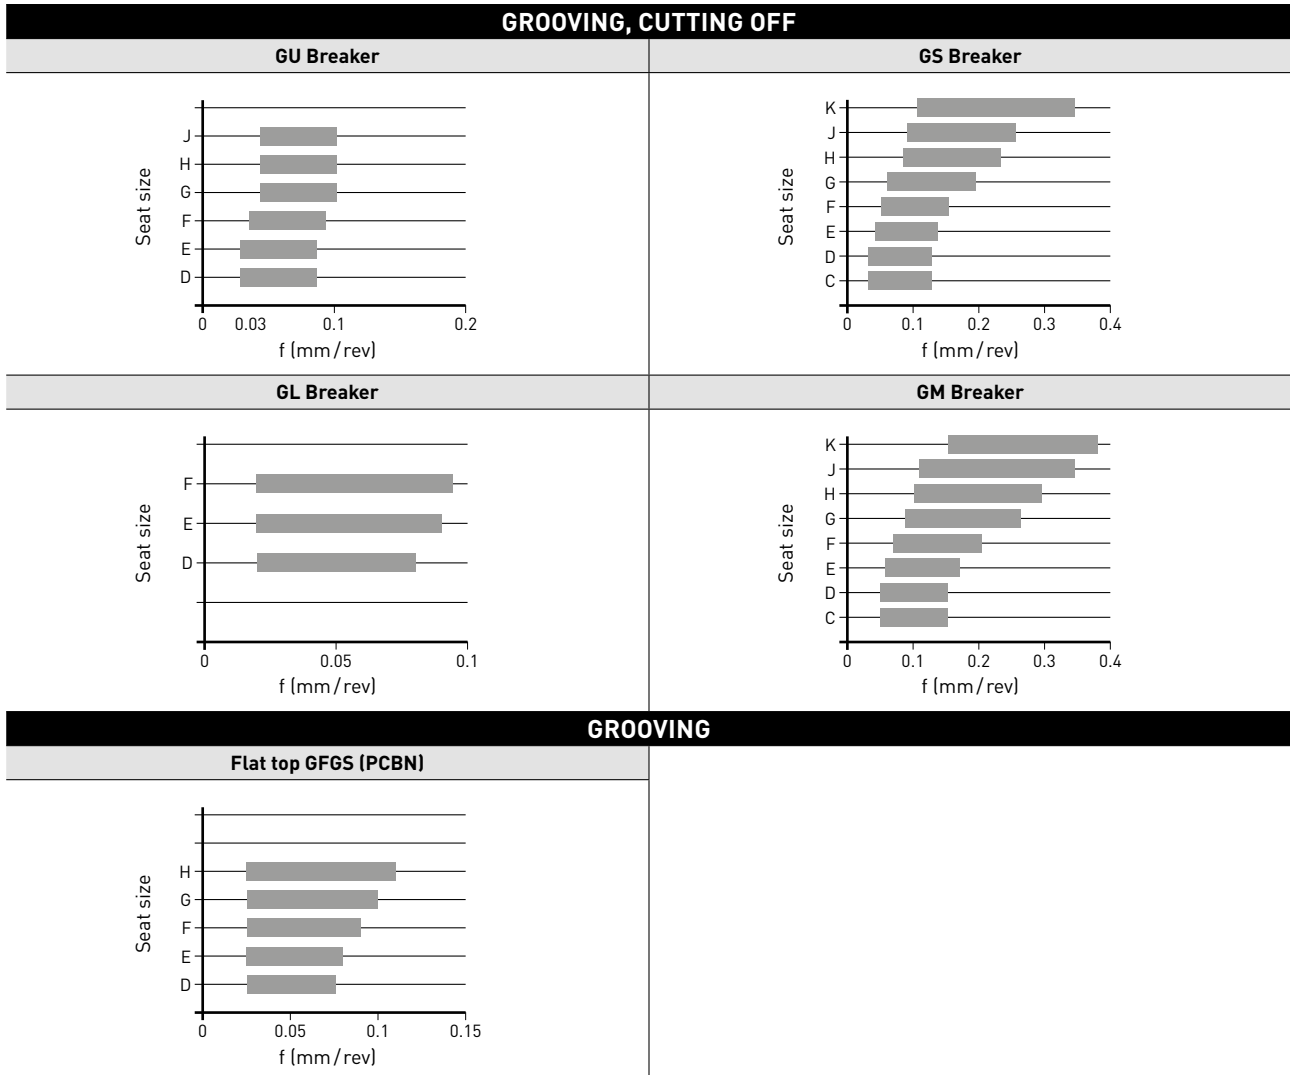 GROOVING, CUTTING OFF
GU Breaker
Seat size
J
H
G
F
E
D
0 0.03 0.1 0.2
f (mm/rev)
GS Breaker
Seat size
K
J
H
G
F
E
D
C
0 0.1 0.2 0.3 0.4
f (mm/rev)
GL Breaker
Seat size
F
E
D
0 0.05 0.1
f (mm/rev)
GM Breaker
Seat size
K
J
H
G
F
E
D
C
0 0.1 0.2 0.3 0.4
f (mm/rev)
GROOVING
Flat top GFGS (PCBN)
Seat size
H
G
F
E
D
0 0.05 0.1 0.15
f (mm/rev)